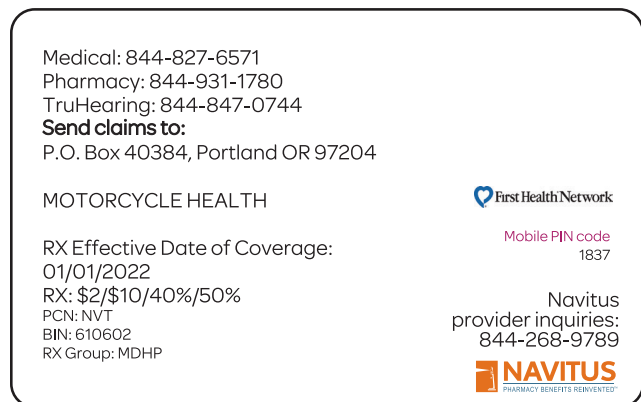 Medical: 844-827-6571
Pharmacy: 844-931-1780
TruHearing: 844-847-0744
Send claims to:
P.O. Box 40384, Portland OR 97204
MOTORCYCLE HEALTH
RX Effective Date of Coverage:
01/01/2022
RX: $2/$10/40%/50%
PCN: NVT
BIN: 610602
RX Group: MDHP
First Health Network
Mobile PIN code
1837
Navitus
provider inquiries:
844-268-9789
NAVITUS
PHARMACY BENEFITS REINVENTED™